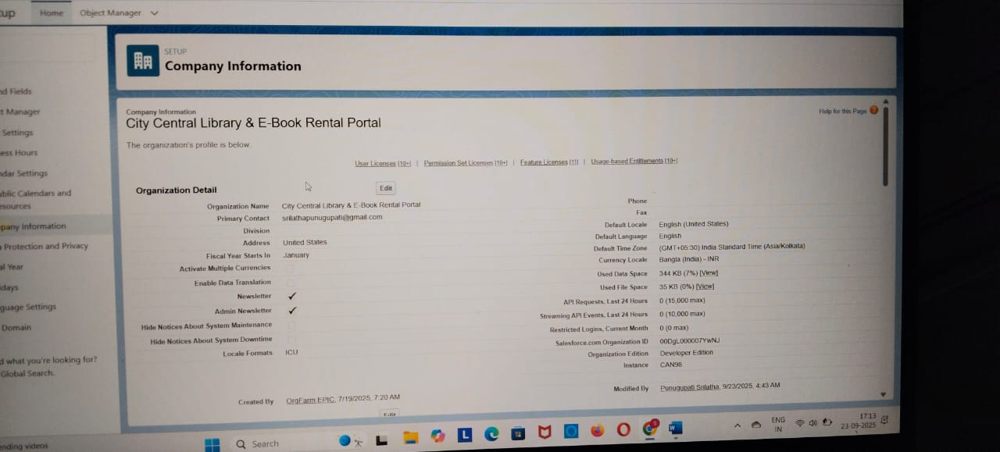 Home
Object Manager
SETUP
Company Information
Fields
Manager
Settings
Hours
Settings
Calendars and
Company Information
City Central Library & E-Book Rental Portal
The organization's profile is below.
Help for this Page
User Licenses [10+] | Permission Set Licenses [10+] | Feature Licenses [11] | Usage-based Entitlements [10+]
Organization Detail
Edit
Organization Name City Central Library & E-Book Rental Portal
Primary Contact srilathapunugupati@gmail.com
Division
Address United States
Fiscal Year Starts In January
Activate Multiple Currencies
Enable Data Translation
Newsletter ✓
Admin Newsletter ✓
Hide Notices About System Maintenance
Hide Notices About System Downtime
Locale Formats ICU
Created By OrgFarm EPIC, 7/19/2025, 7:20 AM
Edit
Phone
Fax
Default Locale English (United States)
Default Language English
Default Time Zone (GMT+05:30) India Standard Time (Asia/Kolkata)
Currency Locale Bangla (India) - INR
Used Data Space 344 KB (7%) [View]
Used File Space 35 KB (0%) [View]
API Requests, Last 24 Hours 0 (15,000 max)
Streaming API Events, Last 24 Hours 0 (10,000 max)
Restricted Logins, Current Month 0 (0 max)
Salesforce.com Organization ID 00DgL000007YwNJ
Organization Edition Developer Edition
Instance CAN98
Modified By Punugupati Srilatha, 9/23/2025, 4:43 AM
Information
Protection and Privacy
Year
Settings
Domain
what you're looking for?
Global Search.
videos
Search
ENG
IN
17:13
23-09-2025